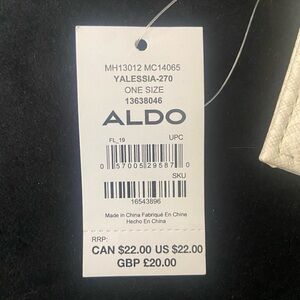 MH13012 MC14065
YALESSIA-270
ONE SIZE
13638046
ALDO
FL_19 UPC
0 57005 29587 0
SKU
16543896
Made in China Fabriqué En Chine
Hecho En China
RRP:
CAN $22.00 US $22.00
GBP £20.00